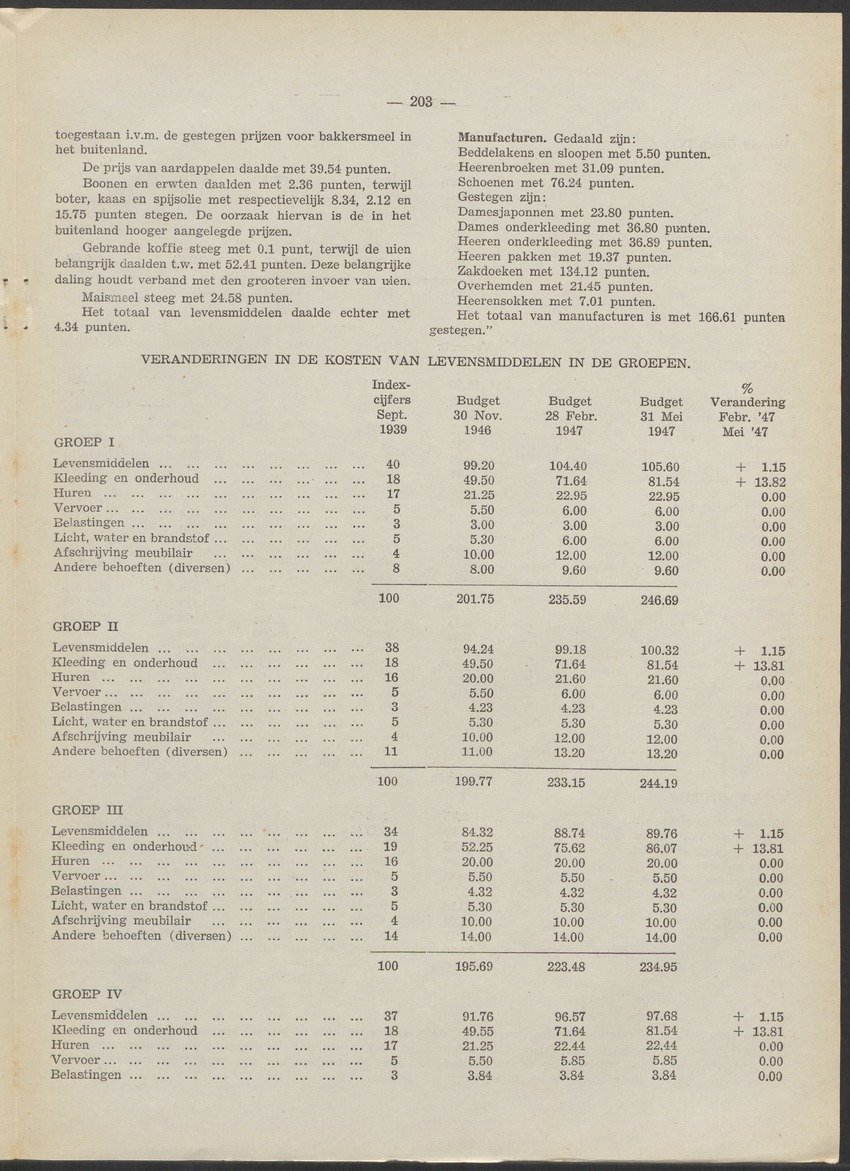 — 203 —
toegestaan i.v.m. de gestegen prijzen voor bakkersmeel in
het buitenland.
De prijs van aardappelen daalde met 39.54 punten.
Boonen en erwten daalden met 2.36 punten, terwijl
boter, kaas en spijsolie met respectievelijk 8.34, 2.12 en
15.75 punten stegen. De oorzaak hiervan is de in het
buitenland hooger aangelegde prijzen.
Gebrande koffie steeg met 0.1 punt, terwijl de uien
belangrijk daalden t.w. met 52.41 punten. Deze belangrijke
daling houdt verband met den grooteren invoer van uien.
Maismeel steeg met 24.58 punten.
Het totaal van levensmiddelen daalde echter met
4.34 punten.
Manufacturen. Gedaald zijn:
Beddelakens en sloopen met 5.50 punten.
Heerenbroeken met 31.09 punten.
Schoenen met 76.24 punten.
Gestegen zijn:
Damesjaponnen met 23.80 punten.
Dames onderkleeding met 36.80 punten.
Heeren onderkleeding met 36.89 punten.
Heeren pakken met 19.37 punten.
Zakdoeken met 134.12 punten.
Overhemden met 21.45 punten.
Heerensokken met 7.01 punten.
Het totaal van manufacturen is met 166.61 punten
gestegen."
VERANDERINGEN IN DE KOSTEN VAN LEVENSMIDDELEN IN DE GROEPEN.
Index- %
cijfers Budget Budget Budget Verandering
Sept. 30 Nov. 28 Febr. 31 Mei Febr. '47
1939 1946 1947 1947 Mei '47
GROEP I
Levensmiddelen ... ... ... ... ... ... ... ... 40 99.20 104.40 105.60 + 1.15
Kleeding en onderhoud ... ... ... ... ... ... 18 49.50 71.64 81.54 + 13.82
Huren ... ... ... ... ... ... ... ... ... ... 17 21.25 22.95 22.95 0.00
Vervoer ... ... ... ... ... ... ... ... ... ... 5 5.50 6.00 6.00 0.00
Belastingen ... ... ... ... ... ... ... ... ... 3 3.00 3.00 3.00 0.00
Licht, water en brandstof ... ... ... ... ... ... 5 5.30 6.00 6.00 0.00
Afschrijving meubilair ... ... ... ... ... ... 4 10.00 12.00 12.00 0.00
Andere behoeften (diversen) ... ... ... ... ... 8 8.00 9.60 9.60 0.00
100 201.75 235.59 246.69
GROEP II
Levensmiddelen ... ... ... ... ... ... ... ... 38 94.24 99.18 100.32 + 1.15
Kleeding en onderhoud ... ... ... ... ... ... 18 49.50 71.64 81.54 + 13.81
Huren ... ... ... ... ... ... ... ... ... ... 16 20.00 21.60 21.60 0.00
Vervoer ... ... ... ... ... ... ... ... ... ... 5 5.50 6.00 6.00 0.00
Belastingen ... ... ... ... ... ... ... ... ... 3 4.23 4.23 4.23 0.00
Licht, water en brandstof ... ... ... ... ... ... 5 5.30 5.30 5.30 0.00
Afschrijving meubilair ... ... ... ... ... ... 4 10.00 12.00 12.00 0.00
Andere behoeften (diversen) ... ... ... ... ... 11 11.00 13.20 13.20 0.00
100 199.77 233.15 244.19
GROEP III
Levensmiddelen ... ... ... ... ... ... ... ... 34 84.32 88.74 89.76 + 1.15
Kleeding en onderhoud ... ... ... ... ... ... 19 52.25 75.62 86.07 + 13.81
Huren ... ... ... ... ... ... ... ... ... ... 16 20.00 20.00 20.00 0.00
Vervoer ... ... ... ... ... ... ... ... ... ... 5 5.50 5.50 5.50 0.00
Belastingen ... ... ... ... ... ... ... ... ... 3 4.32 4.32 4.32 0.00
Licht, water en brandstof ... ... ... ... ... ... 5 5.30 5.30 5.30 0.00
Afschrijving meubilair ... ... ... ... ... ... 4 10.00 10.00 10.00 0.00
Andere behoeften (diversen) ... ... ... ... ... 14 14.00 14.00 14.00 0.00
100 195.69 223.48 234.95
GROEP IV
Levensmiddelen ... ... ... ... ... ... ... ... 37 91.76 96.57 97.68 + 1.15
Kleeding en onderhoud ... ... ... ... ... ... 18 49.55 71.64 81.54 + 13.81
Huren ... ... ... ... ... ... ... ... ... ... 17 21.25 22.44 22.44 0.00
Vervoer ... ... ... ... ... ... ... ... ... ... 5 5.50 5.85 5.85 0.00
Belastingen ... ... ... ... ... ... ... ... ... 3 3.84 3.84 3.84 0.00